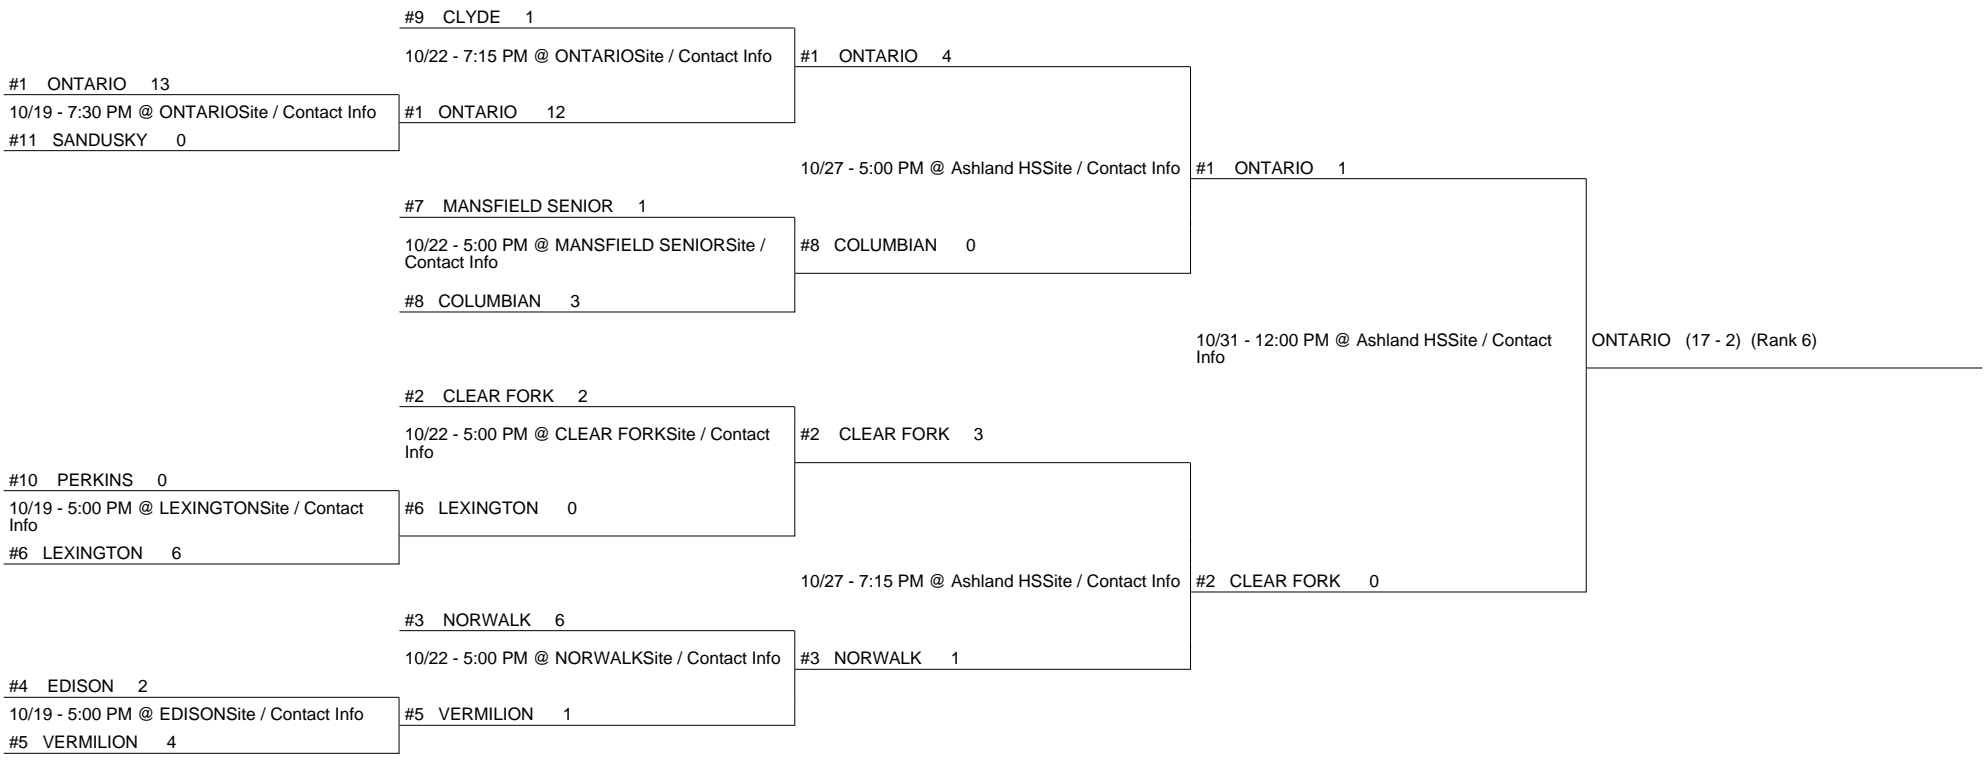 #9 CLYDE 1
10/22 - 7:15 PM @ ONTARIOSite / Contact Info
#1 ONTARIO 4
#1 ONTARIO 13
10/19 - 7:30 PM @ ONTARIOSite / Contact Info
#1 ONTARIO 12
#11 SANDUSKY 0
10/27 - 5:00 PM @ Ashland HSSite / Contact Info
#1 ONTARIO 1
#7 MANSFIELD SENIOR 1
10/22 - 5:00 PM @ MANSFIELD SENIORSite /
Contact Info
#8 COLUMBIAN 0
#8 COLUMBIAN 3
10/31 - 12:00 PM @ Ashland HSSite / Contact
Info
ONTARIO (17 - 2) (Rank 6)
#2 CLEAR FORK 2
10/22 - 5:00 PM @ CLEAR FORKSite / Contact
Info
#2 CLEAR FORK 3
#10 PERKINS 0
10/19 - 5:00 PM @ LEXINGTONSite / Contact
Info
#6 LEXINGTON 0
#6 LEXINGTON 6
10/27 - 7:15 PM @ Ashland HSSite / Contact Info
#2 CLEAR FORK 0
#3 NORWALK 6
10/22 - 5:00 PM @ NORWALKSite / Contact Info
#3 NORWALK 1
#4 EDISON 2
10/19 - 5:00 PM @ EDISONSite / Contact Info
#5 VERMILION 1
#5 VERMILION 4